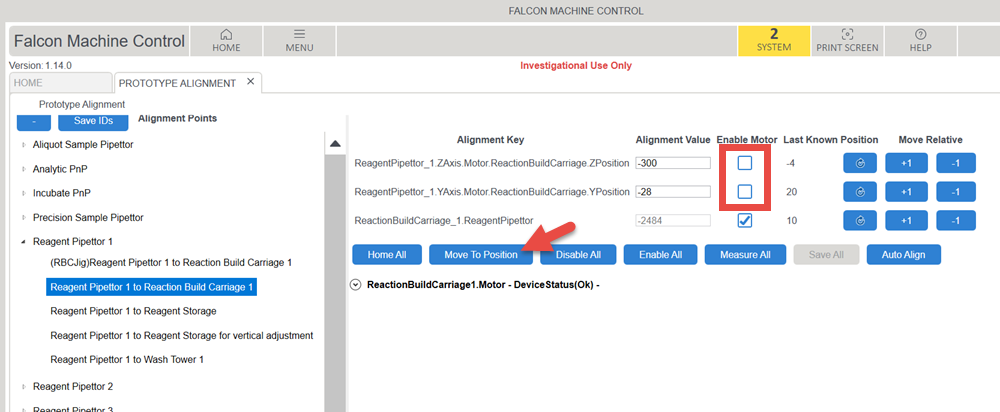 FALCON MACHINE CONTROL
Falcon Machine Control
HOME
MENU
2
SYSTEM
PRINT SCREEN
HELP
Version: 1.14.0
Investigational Use Only
HOME
PROTOTYPE ALIGNMENT
Prototype Alignment
- Save IDs Alignment Points
Aliquot Sample Pipettor
Analytic PnP
Incubate PnP
Precision Sample Pipettor
Reagent Pipettor 1
(RBCJig)Reagent Pipettor 1 to Reaction Build Carriage 1
Reagent Pipettor 1 to Reaction Build Carriage 1
Reagent Pipettor 1 to Reagent Storage
Reagent Pipettor 1 to Reagent Storage for vertical adjustment
Reagent Pipettor 1 to Wash Tower 1
Reagent Pipettor 2
Reagent Pipettor 3
Alignment Key Alignment Value Enable Motor Last Known Position Move Relative
ReagentPipettor_1.ZAxis.Motor.ReactionBuildCarriage.ZPosition -300 -4 +1 -1
ReagentPipettor_1.YAxis.Motor.ReactionBuildCarriage.YPosition -28 20 +1 -1
ReactionBuildCarriage_1.ReagentPipettor -2484 10 +1 -1
Home All Move To Position Disable All Enable All Measure All Save All Auto Align
ReactionBuildCarriage1.Motor - DeviceStatus(Ok) -